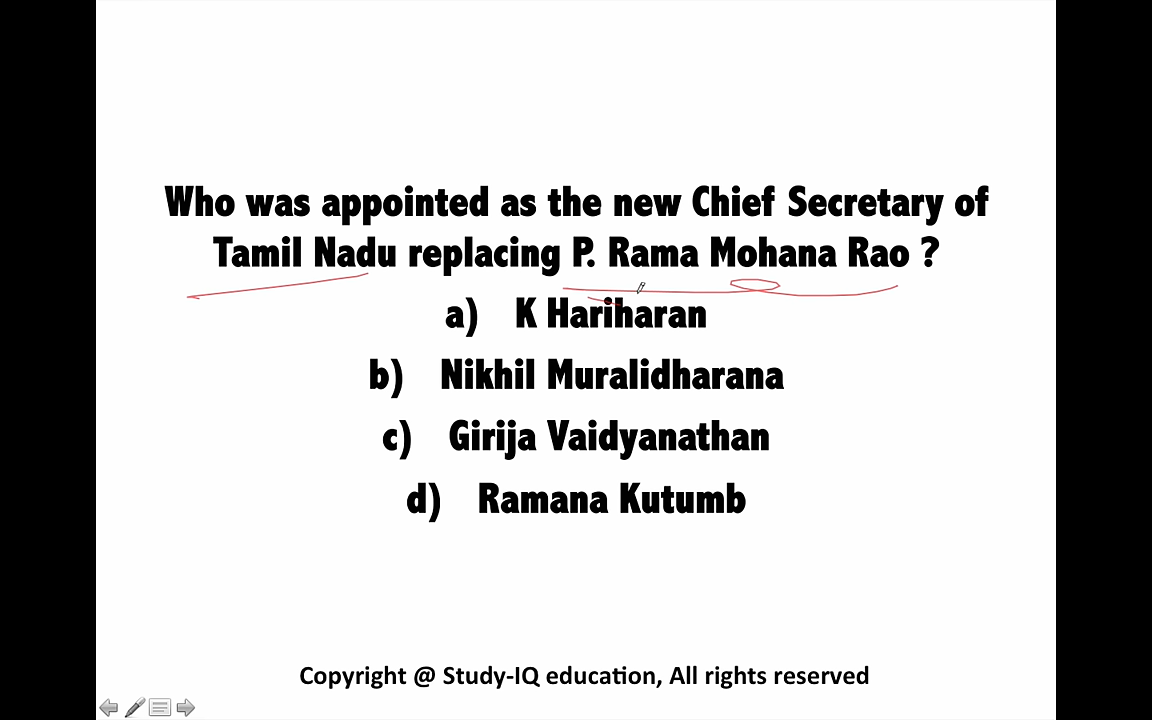 Who was appointed as the new Chief Secretary of
Tamil Nadu replacing P. Rama Mohana Rao ?
a) K Hariharan
b) Nikhil Muralidharana
c) Girija Vaidyanathan
d) Ramana Kutumb
Copyright @ Study-IQ education, All rights reserved